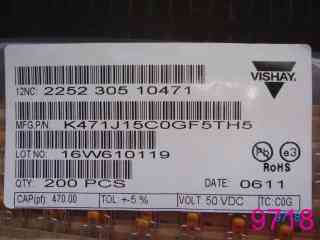 VISHAY
12NC: 2252 305 10471
MFG.P/N. K471J15C0GF5TH5
LOT NO: 16W610119
Pb e3
RoHS
QTY: 200 PCS DATE: 0611
CAP(pf) 470.00 TOL +-5.% VOLT 50 VDC TC: C0G
9718